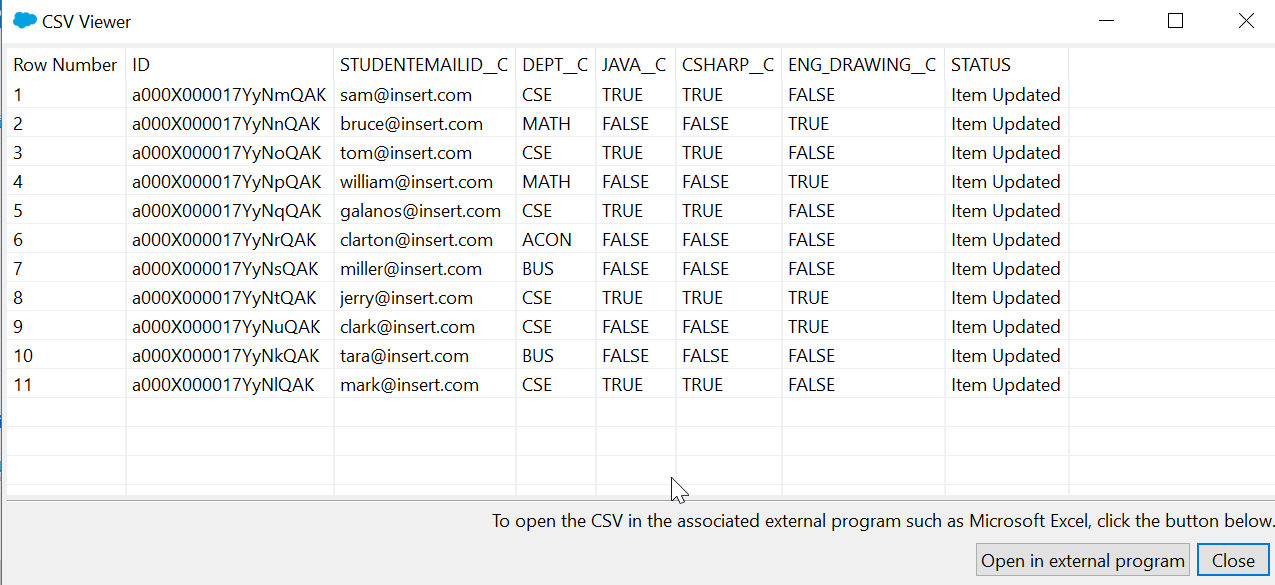 CSV Viewer
Row Number ID STUDENTEMAILID__C DEPT__C JAVA__C CSHARP__C ENG_DRAWING__C STATUS
1 a000X000017YyNmQAK sam@insert.com CSE TRUE TRUE FALSE Item Updated
2 a000X000017YyNnQAK bruce@insert.com MATH FALSE FALSE TRUE Item Updated
3 a000X000017YyNoQAK tom@insert.com CSE TRUE TRUE FALSE Item Updated
4 a000X000017YyNpQAK william@insert.com MATH FALSE FALSE TRUE Item Updated
5 a000X000017YyNqQAK galanos@insert.com CSE TRUE TRUE FALSE Item Updated
6 a000X000017YyNrQAK clarton@insert.com ACON FALSE FALSE FALSE Item Updated
7 a000X000017YyNsQAK miller@insert.com BUS FALSE FALSE FALSE Item Updated
8 a000X000017YyNtQAK jerry@insert.com CSE TRUE TRUE TRUE Item Updated
9 a000X000017YyNuQAK clark@insert.com CSE FALSE FALSE TRUE Item Updated
10 a000X000017YyNkQAK tara@insert.com BUS FALSE FALSE FALSE Item Updated
11 a000X000017YyNlQAK mark@insert.com CSE TRUE TRUE FALSE Item Updated
To open the CSV in the associated external program such as Microsoft Excel, click the button below.
Open in external program Close